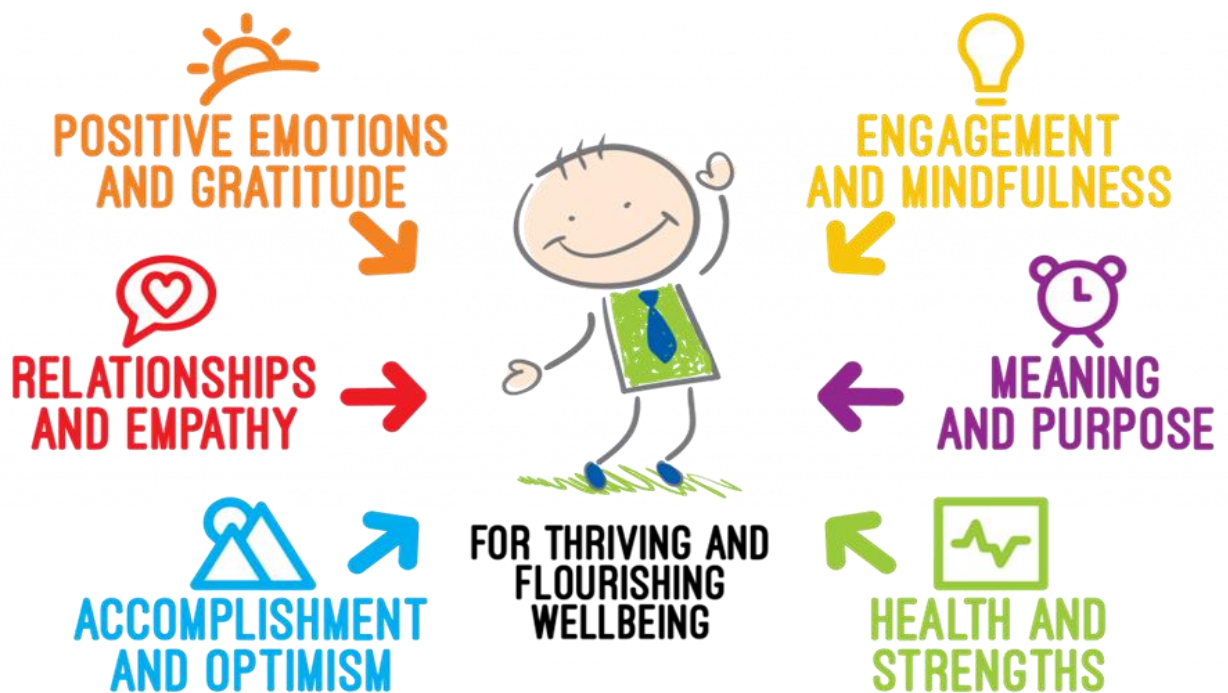 POSITIVE EMOTIONS
AND GRATITUDE
ENGAGEMENT
AND MINDFULNESS
RELATIONSHIPS
AND EMPATHY
MEANING
AND PURPOSE
ACCOMPLISHMENT
AND OPTIMISM
FOR THRIVING AND
FLOURISHING
WELLBEING
HEALTH AND
STRENGTHS